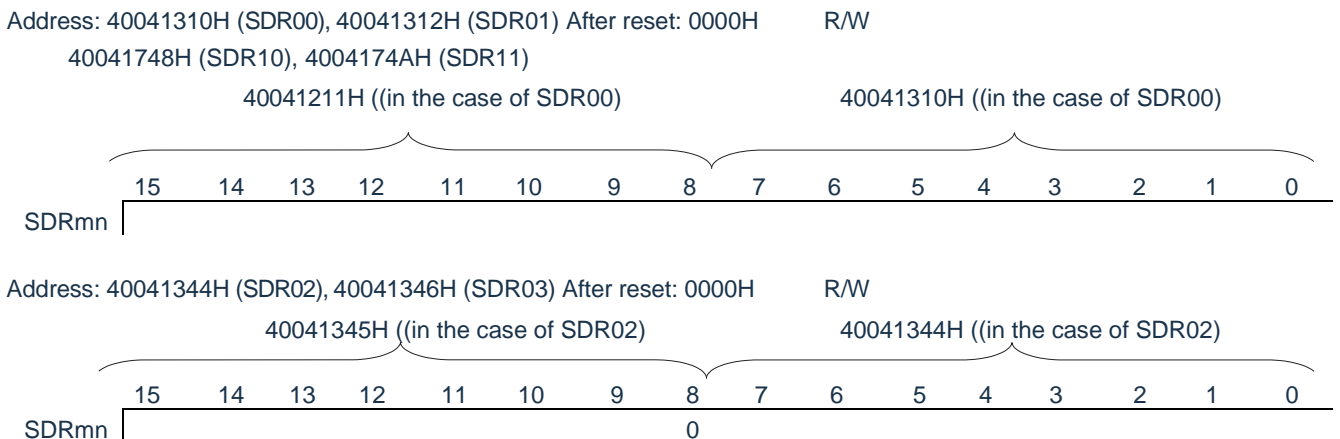 Address: 40041310H (SDR00), 40041312H (SDR01) After reset: 0000H R/W
40041748H (SDR10), 4004174AH (SDR11)
40041211H ((in the case of SDR00) 40041310H ((in the case of SDR00)
15 14 13 12 11 10 9 8 7 6 5 4 3 2 1 0
SDRmn
Address: 40041344H (SDR02), 40041346H (SDR03) After reset: 0000H R/W
40041345H ((in the case of SDR02) 40041344H ((in the case of SDR02)
15 14 13 12 11 10 9 8 7 6 5 4 3 2 1 0
SDRmn 0